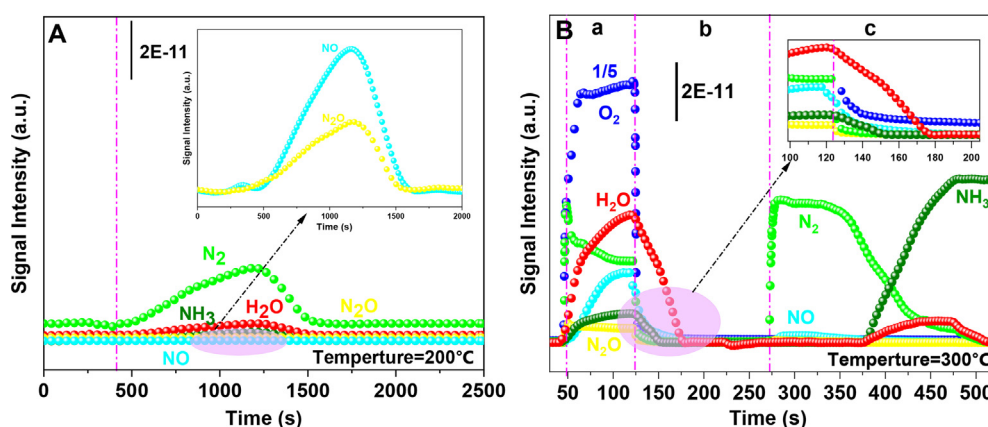 A
2E-11
Signal Intensity (a.u.)
NO
N2O
0
500
1000
1500
2000
Time (s)
Signal Intensity (a.u.)
N2
NH3
H2O
N2O
NO
Temperture=200°C
0
500
1000
1500
2000
2500
Time (s)
B
a
b
c
1/5
O2
2E-11
100
120
140
160
180
200
Time (s)
Signal Intensity (a.u.)
H2O
N2O
N2
NO
NH3
Temperture=300°C
50
100
150
200
250
300
350
400
450
500
Time (s)